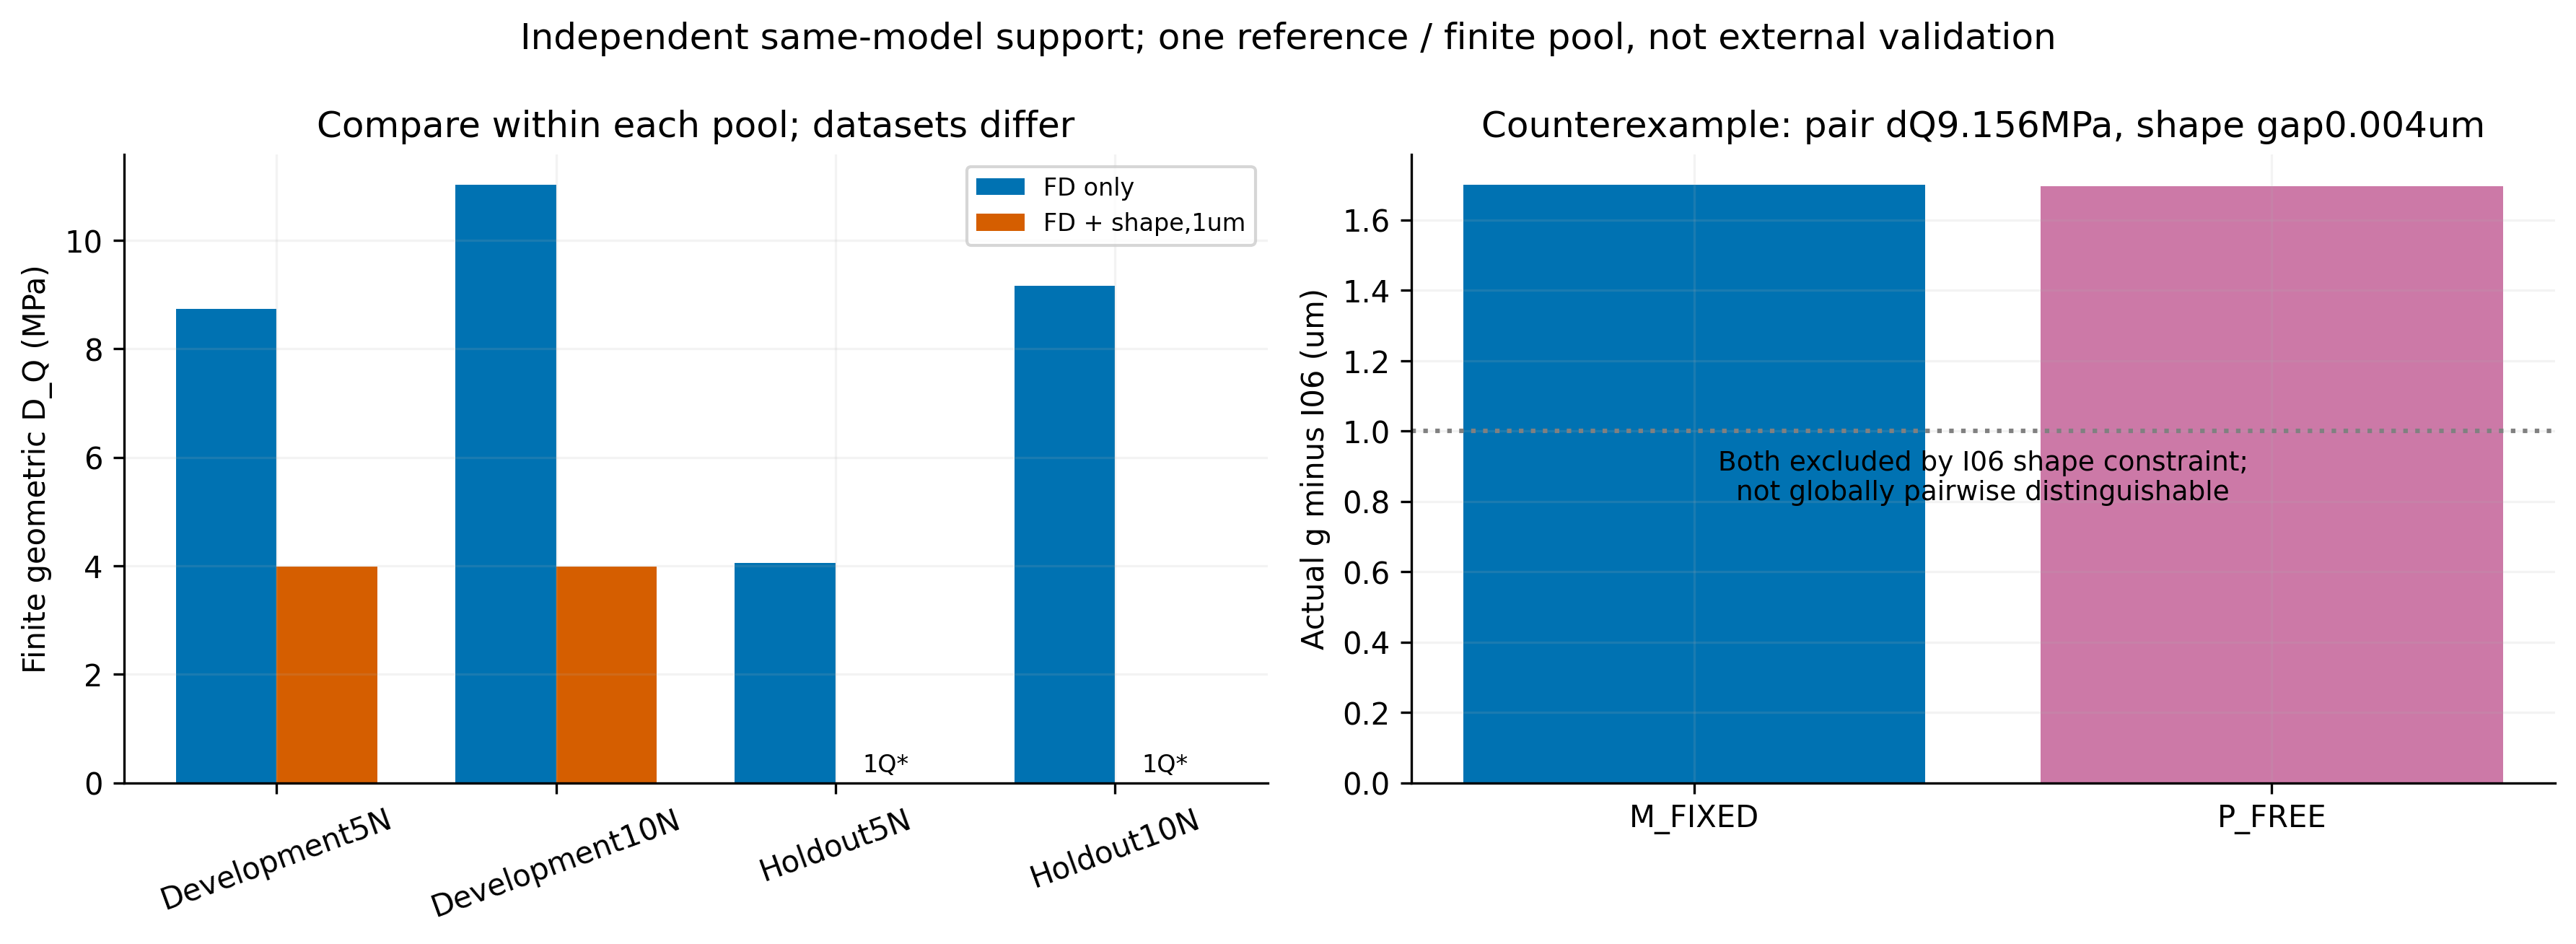 Independent same-model support; one reference / finite pool, not external validation
Compare within each pool; datasets differ
Finite geometric D_Q (MPa)
10
8
6
4
2
0
FD only
FD + shape,1um
1Q*
1Q*
Development5N
Development10N
Holdout5N
Holdout10N
Counterexample: pair dQ9.156MPa, shape gap0.004um
Actual g minus I06 (um)
1.6
1.4
1.2
1.0
0.8
0.6
0.4
0.2
0.0
Both excluded by I06 shape constraint;
not globally pairwise distinguishable
M_FIXED
P_FREE